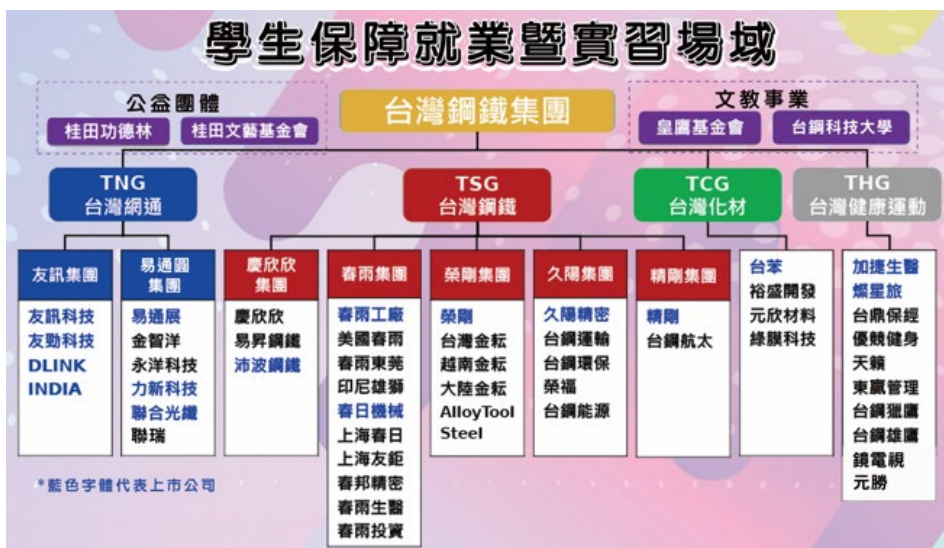 學生保障就業暨實習場域
公益團體
桂田功德林
桂田文藝基金會
台灣鋼鐵集團
文教事業
皇鷹基金會
台鋼科技大學
TNG
台灣網通
TSG
台灣鋼鐵
TCG
台灣化材
THG
台灣健康運動
友訊集團
友訊科技
友勁科技
DLINK
INDIA
易通圓
集團
易通展
金智洋
永洋科技
力新科技
聯合光纖
聯瑞
慶欣欣
集團
慶欣欣
易昇鋼鐵
沛波鋼鐵
春雨集團
春雨工廠
美國春雨
春雨東莞
印尼雄獅
春日機械
上海春日
上海友鉅
春邦精密
春雨生醫
春雨投資
榮剛集團
榮剛
台灣金耘
越南金耘
大陸金耘
AlloyTool
Steel
久陽集團
久陽精密
台鋼運輸
台鋼環保
榮福
台鋼能源
精剛集團
精剛
台鋼航太
台苯
裕盛開發
元欣材料
綠膜科技
加捷生醫
燦星旅
台鼎保經
優競健身
天籟
東贏管理
台鋼獵鷹
台鋼雄鷹
鏡電視
元勝
*藍色字體代表上市公司